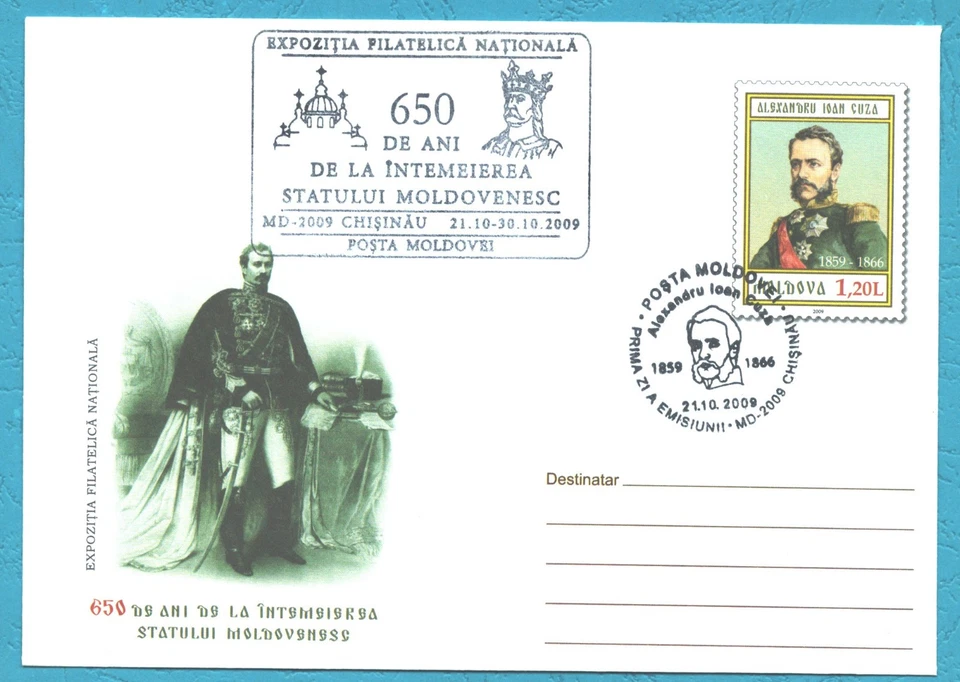 EXPOZIȚIA FILATELICĂ NAȚIONALĂ
650
DE ANI
DE LA ÎNTEMEIEREA
STATULUI MOLDOVENESC
MD-2009 CHIȘINĂU 21.10-30.10.2009
POȘTA MOLDOVEI
ALEXANDRU IOAN CUZA
1859 - 1866
MOLDOVA 1,20L
2009
POȘTA MOLDOVEI
Alexandru Ioan Cuza
1859 1866
21.10.2009
PRIMA ZI A EMISIUNII • MD-2009 CHIȘINĂU
EXPOZIȚIA FILATELICĂ NAȚIONALĂ
650 DE ANI DE LA ÎNTEMEIEREA
STATULUI MOLDOVENESC
Destinatar